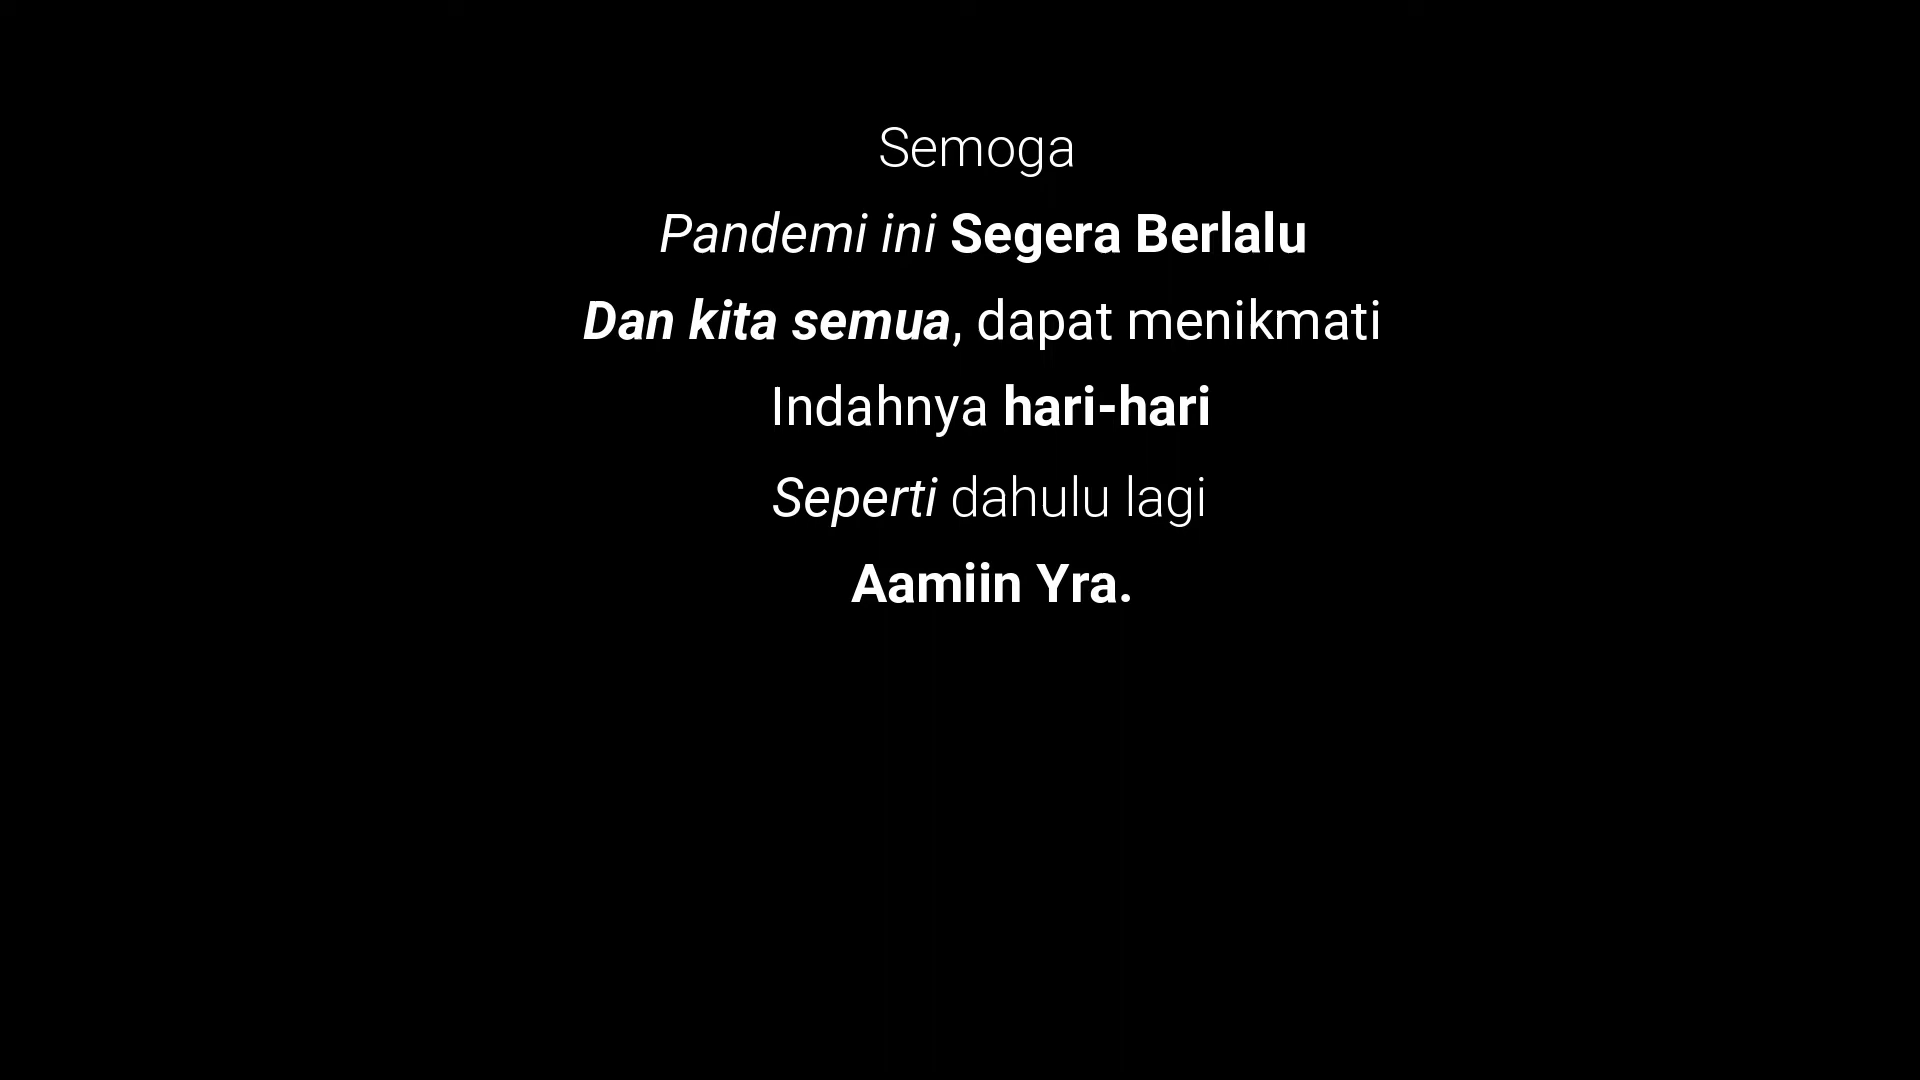 Semoga
Pandemi ini Segera Berlalu
Dan kita semua, dapat menikmati
Indahnya hari-hari
Seperti dahulu lagi
Aamiin Yra.